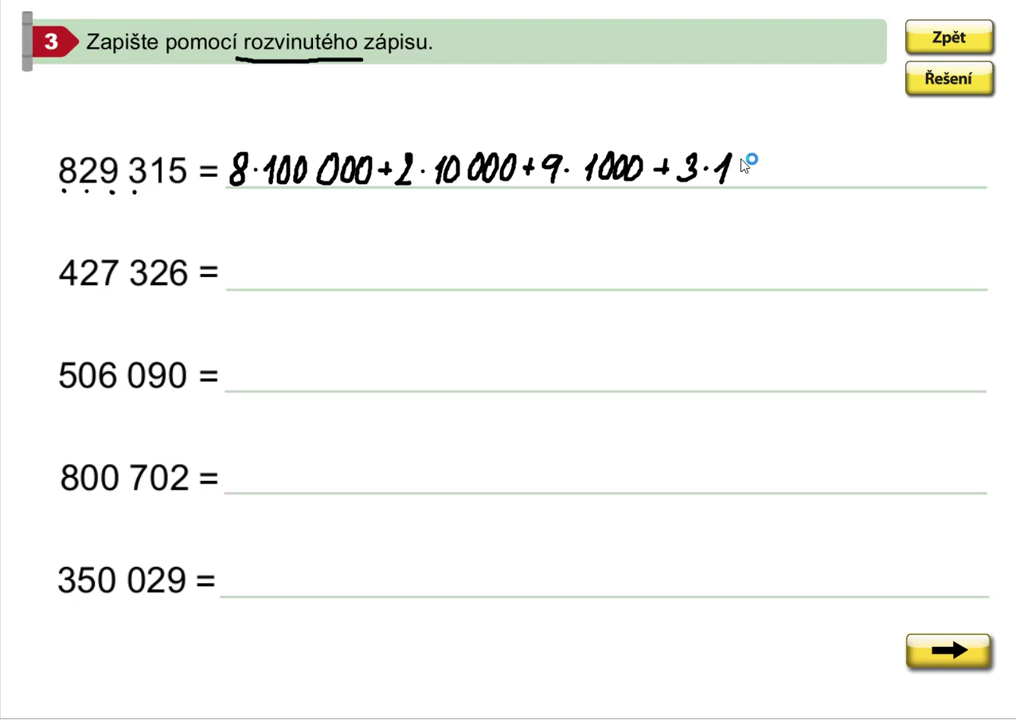 3 Zapište pomocí rozvinutého zápisu.
Zpět
Řešení
829 315 = 8·100 000+2·10 000+9·1000+3·1
427 326 =
506 090 =
800 702 =
350 029 =